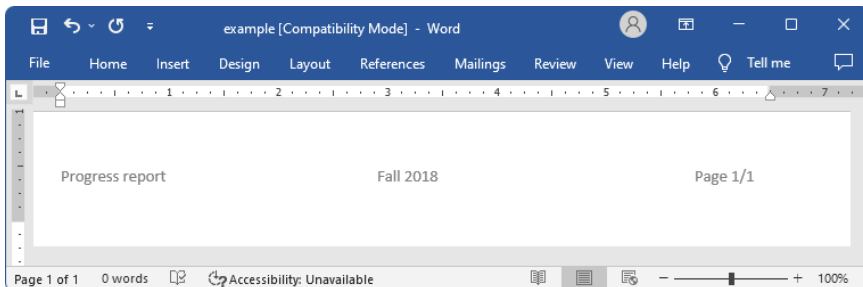 example [Compatibility Mode] - Word
File Home Insert Design Layout References Mailings Review View Help Tell me
L 1 2 3 4 5 6 7
1
Progress report Fall 2018 Page 1/1
Page 1 of 1 0 words Accessibility: Unavailable 100%